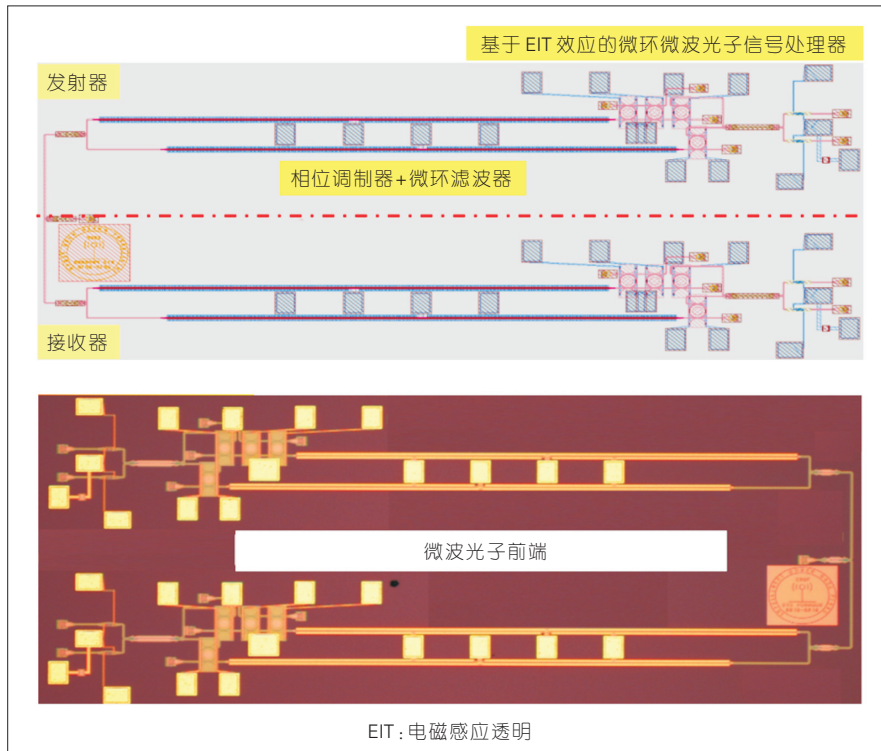 基于 EIT 效应的微环微波光子信号处理器
发射器
相位调制器+微环滤波器
接收器
微波光子前端
EIT：电磁感应透明